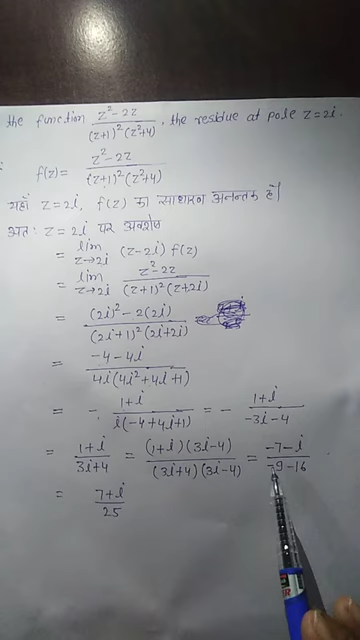 the function z²-2z / (z+1)²(z²+4), the residue at pole z=2i.
f(z)= z²-2z / (z+1)²(z²+4)
यहाँ z=2i, f(z) का साधारण अनन्तक है।
अतः z=2i पर अवशेष
= lim z→2i (z-2i) f(z)
= lim z→2i z²-2z / (z+1)²(z+2i)
= (2i)²-2(2i) / (2i+1)²(2i+2i)
= -4-4i / 4i(4i²+4i+1)
= - 1+i / i(-4+4i+1) = - 1+i / -3i-4
= 1+i / 3i+4 = (1+i)(3i-4) / (3i+4)(3i-4) = -7-i / -9-16
= 7+i / 25